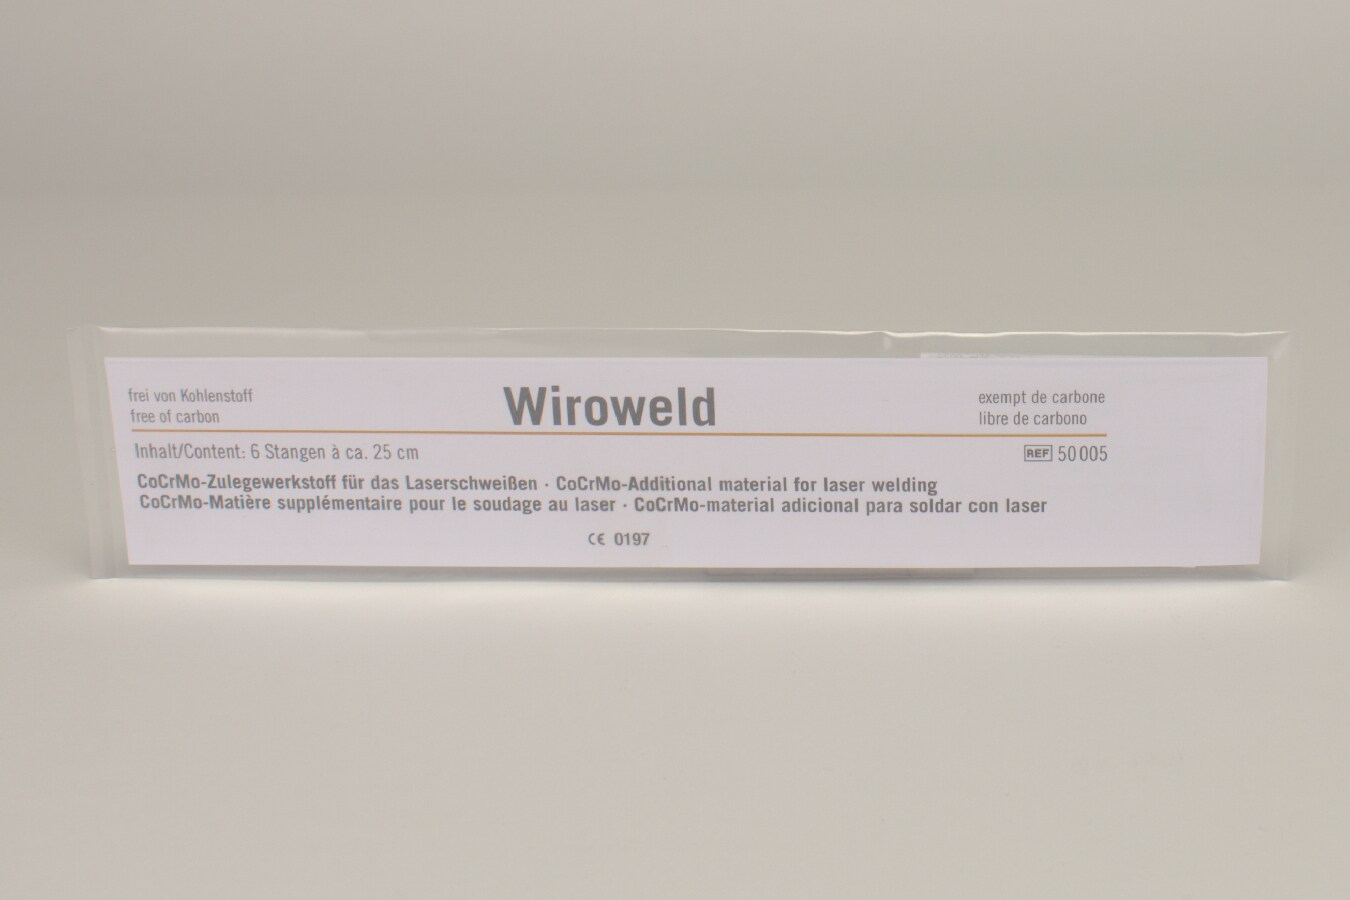 frei von Kohlenstoff
free of carbon
Wiroweld
exempt de carbone
libre de carbono
Inhalt/Content: 6 Stangen à ca. 25 cm
REF 50005
CoCrMo-Zulegewerkstoff für das Laserschweißen · CoCrMo-Additional material for laser welding
CoCrMo-Matière supplémentaire pour le soudage au laser · CoCrMo-material adicional para soldar con laser
CE 0197